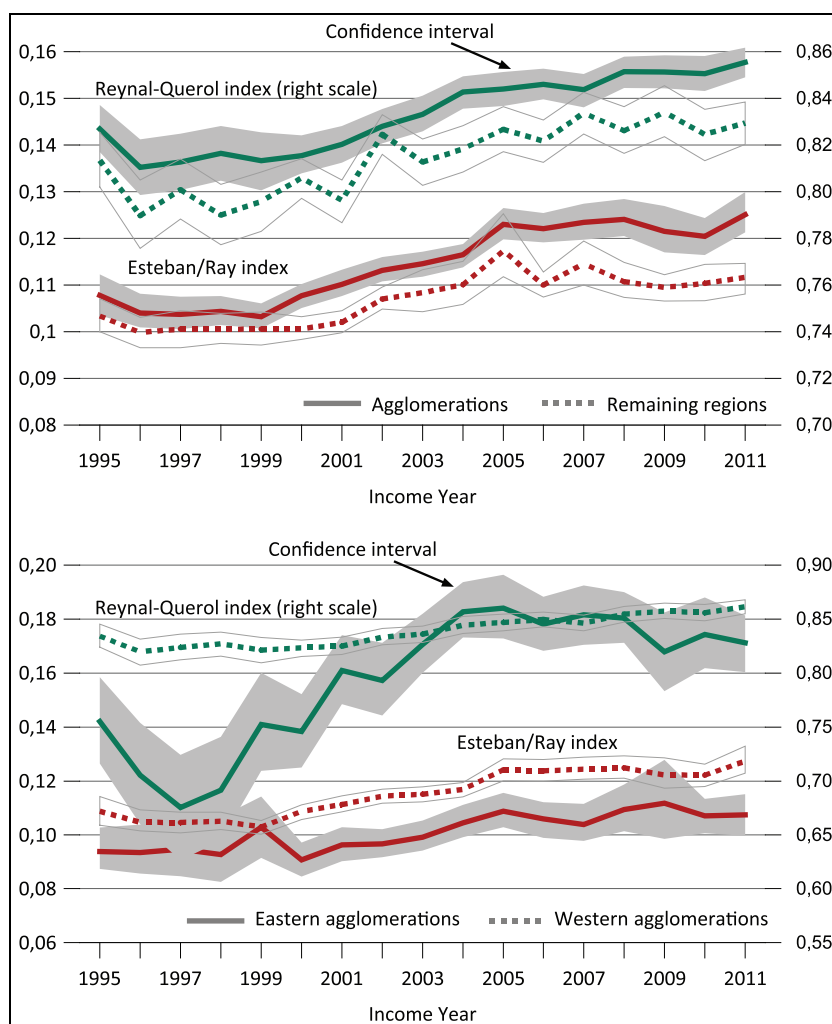 Confidence interval
0,16 0,86
Reynal-Querol index (right scale)
0,15 0,84
0,14 0,82
0,13 0,80
0,12 0,78
Esteban/Ray index
0,11 0,76
0,1 0,74
0,09 0,72
Agglomerations Remaining regions
0,08 0,70
1995 1997 1999 2001 2003 2005 2007 2009 2011
Income Year
Confidence interval
0,20 0,90
Reynal-Querol index (right scale)
0,18 0,85
0,16 0,80
0,14 0,75
Esteban/Ray index
0,12 0,70
0,10 0,65
0,08 0,60
Eastern agglomerations Western agglomerations
0,06 0,55
1995 1997 1999 2001 2003 2005 2007 2009 2011
Income Year